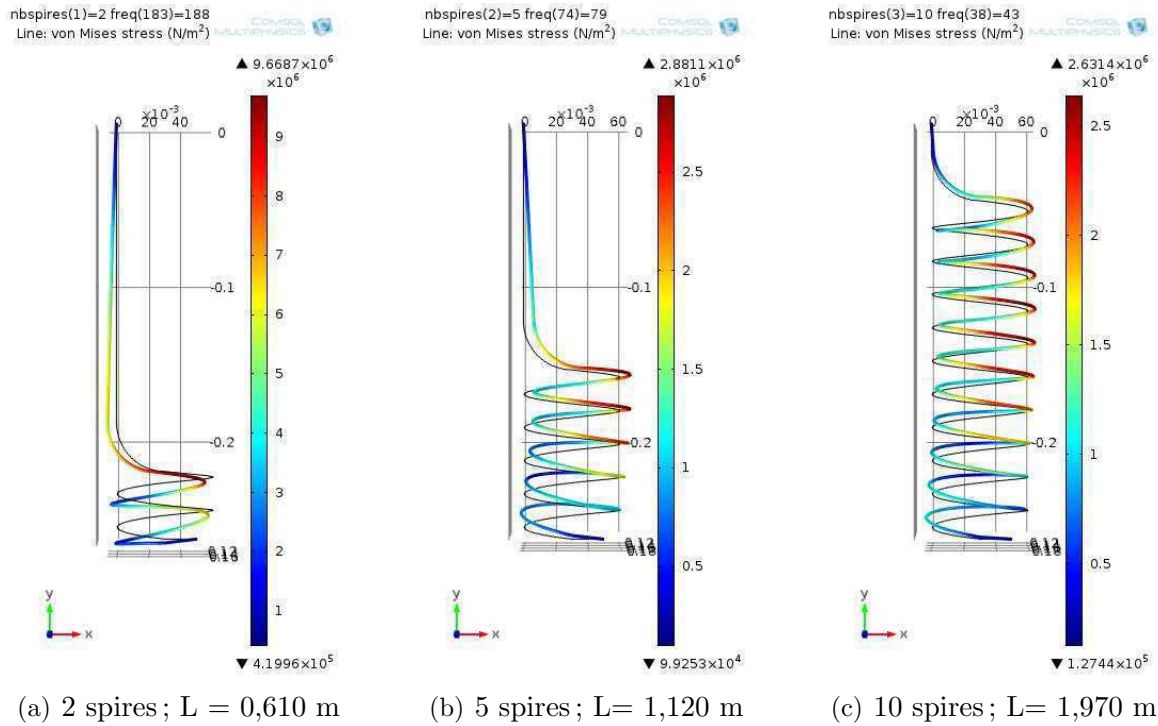 nbspires(1)=2 freq(183)=188
Line: von Mises stress (N/m²)
COMSOL
MULTIPHYSICS
▲ 9.6687×10⁶
×10⁶
×10⁻³
0 20 40
0
-0.1
-0.2
9
8
7
6
5
4
3
2
1
y
x
▼ 4.1996×10⁵
(a) 2 spires ; L = 0,610 m
nbspires(2)=5 freq(74)=79
Line: von Mises stress (N/m²)
COMSOL
MULTIPHYSICS
▲ 2.8811×10⁶
×10⁶
×10⁻³
0 20 40 60
0
-0.1
-0.2
2.5
2
1.5
1
0.5
y
x
▼ 9.9253×10⁴
(b) 5 spires ; L= 1,120 m
nbspires(3)=10 freq(38)=43
Line: von Mises stress (N/m²)
COMSOL
MULTIPHYSICS
▲ 2.6314×10⁶
×10⁶
×10⁻³
0 20 40 60
0
-0.1
-0.2
2.5
2
1.5
1
0.5
y
x
▼ 1.2744×10⁵
(c) 10 spires ; L= 1,970 m